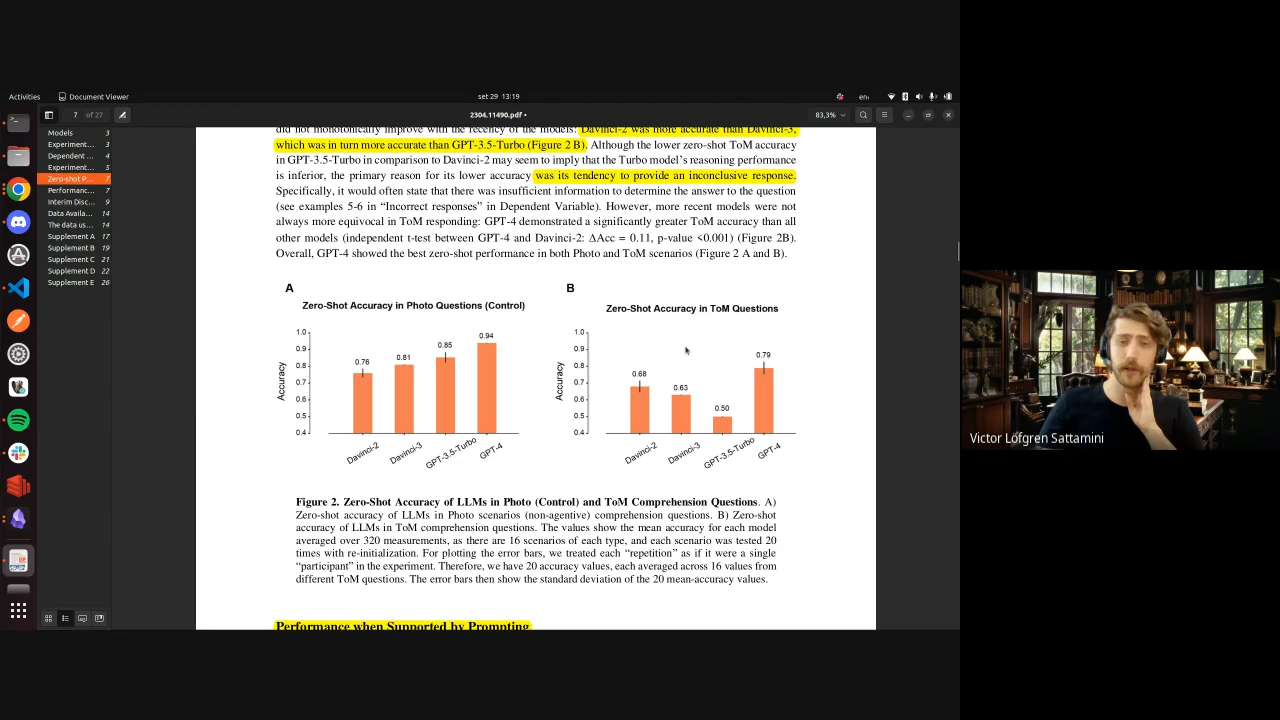 Activities
Document Viewer
set 29 13:19
en₁
7 of 27
2304.11490.pdf •
83,3%
Models 3
Experiment... 3
Dependent ... 4
Experiment... 5
Zero-shot P... 7
Performanc... 7
Interim Disc... 9
Data Availa... 14
The data us... 14
Supplement A 17
Supplement B 19
Supplement C 21
Supplement D 22
Supplement E 26
did not monotonically improve with the recency of the models: Davinci-2 was more accurate than Davinci-3,
which was in turn more accurate than GPT-3.5-Turbo (Figure 2 B). Although the lower zero-shot ToM accuracy
in GPT-3.5-Turbo in comparison to Davinci-2 may seem to imply that the Turbo model's reasoning performance
is inferior, the primary reason for its lower accuracy was its tendency to provide an inconclusive response.
Specifically, it would often state that there was insufficient information to determine the answer to the question
(see examples 5-6 in “Incorrect responses” in Dependent Variable). However, more recent models were not
always more equivocal in ToM responding: GPT-4 demonstrated a significantly greater ToM accuracy than all
other models (independent t-test between GPT-4 and Davinci-2: ΔAcc = 0.11, p-value <0.001) (Figure 2B).
Overall, GPT-4 showed the best zero-shot performance in both Photo and ToM scenarios (Figure 2 A and B).
A
Zero-Shot Accuracy in Photo Questions (Control)
Accuracy
1.0
0.9
0.8
0.7
0.6
0.5
0.4
0.76
0.81
0.85
0.94
Davinci-2
Davinci-3
GPT-3.5-Turbo
GPT-4
B
Zero-Shot Accuracy in ToM Questions
Accuracy
1.0
0.9
0.8
0.7
0.6
0.5
0.4
0.68
0.63
0.50
0.79
Davinci-2
Davinci-3
GPT-3.5-Turbo
GPT-4
Figure 2. Zero-Shot Accuracy of LLMs in Photo (Control) and ToM Comprehension Questions. A)
Zero-shot accuracy of LLMs in Photo scenarios (non-agentive) comprehension questions. B) Zero-shot
accuracy of LLMs in ToM comprehension questions. The values show the mean accuracy for each model
averaged over 320 measurements, as there are 16 scenarios of each type, and each scenario was tested 20
times with re-initialization. For plotting the error bars, we treated each “repetition” as if it were a single
“participant” in the experiment. Therefore, we have 20 accuracy values, each averaged across 16 values from
different ToM questions. The error bars then show the standard deviation of the 20 mean-accuracy values.
Performance when Supported by Prompting
Victor Löfgren Sattamini